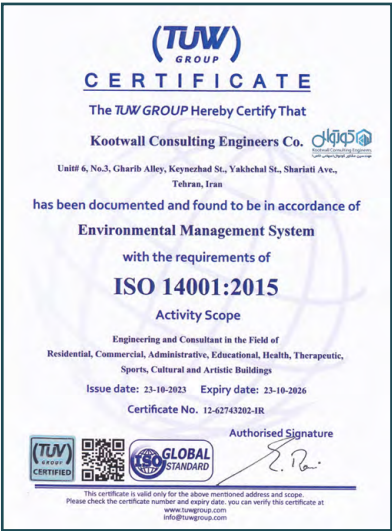 (TUW)
GROUP
CERTIFICATE
The TUW GROUP Hereby Certify That
Kootwall Consulting Engineers Co.
کوتوال
Kootwall Consulting Engineers
Unit# 6, No.3, Gharib Alley, Keynezhad St., Yakhchal St., Shariati Ave.,
Tehran, Iran
has been documented and found to be in accordance of
Environmental Management System
with the requirements of
ISO 14001:2015
Activity Scope
Engineering and Consultant in the Field of
Residential, Commercial, Administrative, Educational, Health, Therapeutic,
Sports, Cultural and Artistic Buildings
Issue date: 23-10-2023 Expiry date: 23-10-2026
Certificate No. 12-62743202-IR
Authorised Signature
(TUV)
GROUP
CERTIFIED
ISO GLOBAL
STANDARD
This certificate is valid only for the above mentioned address and scope.
Please check the certificate number and expiry date. you can verify this certificate at
www.tuwgroup.com
info@tuwgroup.com